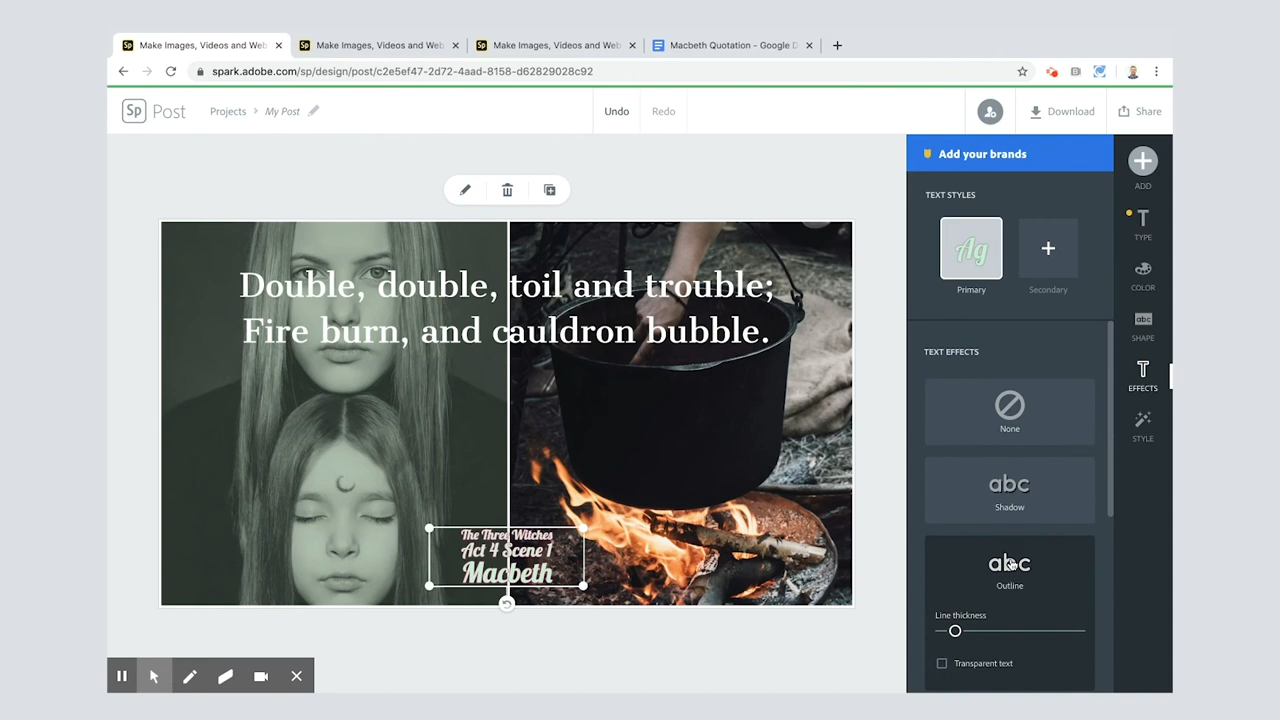 Make Images, Videos and Web
Make Images, Videos and Web
Make Images, Videos and Web
Macbeth Quotation - Google D
spark.adobe.com/sp/design/post/c2e5ef47-2d72-4aad-8158-d62829028c92
Sp Post
Projects > My Post
Undo
Redo
Download
Share
Add your brands
TEXT STYLES
Ag
Primary
+
Secondary
TEXT EFFECTS
None
abc
Shadow
abc
Outline
Line thickness
Transparent text
ADD
T
TYPE
COLOR
abc
SHAPE
T
EFFECTS
STYLE
Double, double, toil and trouble;
Fire burn, and cauldron bubble.
The Three Witches
Act 4 Scene 1
Macbeth